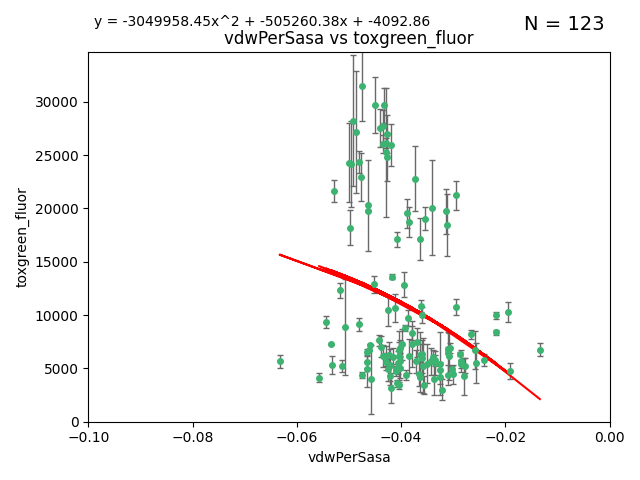 y = -3049958.45x^2 + -505260.38x + -4092.86
N = 123
vdwPerSasa vs toxgreen_fluor
toxgreen_fluor
30000
25000
20000
15000
10000
5000
0
−0.10
−0.08
−0.06
−0.04
−0.02
0.00
vdwPerSasa